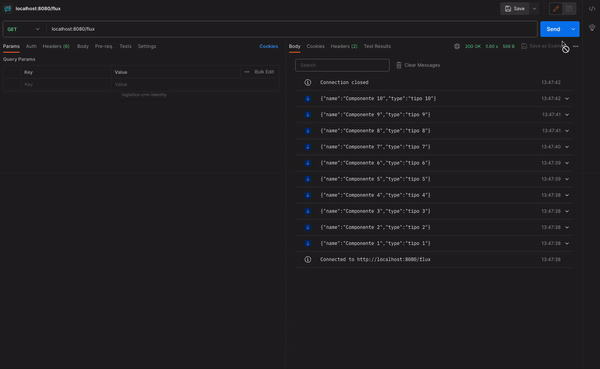 localhost:8080/flux
Save
GET localhost:8080/flux Send
Params Auth Headers (6) Body Pre-req. Tests Settings Cookies
Query Params
Key Value Bulk Edit
Key Value
Body Cookies Headers (2) Test Results 200 OK Save as Example
Search Clear Messages
Connection closed 13:47:42
{"name":"Componente 10","type":"tipo 10"} 13:47:42
{"name":"Componente 9","type":"tipo 9"} 13:47:41
{"name":"Componente 8","type":"tipo 8"} 13:47:41
{"name":"Componente 7","type":"tipo 7"} 13:47:40
{"name":"Componente 6","type":"tipo 6"} 13:47:39
{"name":"Componente 5","type":"tipo 5"} 13:47:39
{"name":"Componente 4","type":"tipo 4"} 13:47:38
{"name":"Componente 3","type":"tipo 3"} 13:47:38
{"name":"Componente 2","type":"tipo 2"} 13:47:38
{"name":"Componente 1","type":"tipo 1"} 13:47:38
Connected to http://localhost:8080/flux 13:47:38